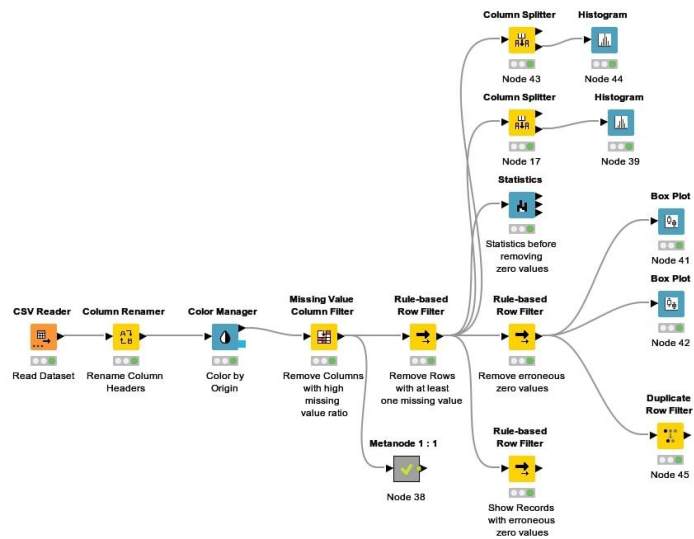 Column Splitter
Node 43
Histogram
Node 44
Column Splitter
Node 17
Histogram
Node 39
Statistics
Statistics before
removing
zero values
Box Plot
Node 41
Box Plot
Node 42
CSV Reader
Read Dataset
Column Renamer
A
B
Rename Column
Headers
Color Manager
Color by
Origin
Missing Value
Column Filter
Remove Columns
with high
missing
value ratio
Rule-based
Row Filter
Remove Rows
with at least
one missing value
Rule-based
Row Filter
Remove erroneous
zero values
Duplicate
Row Filter
Node 45
Metanode 1 : 1
Node 38
Rule-based
Row Filter
Show Records
with erroneous
zero values